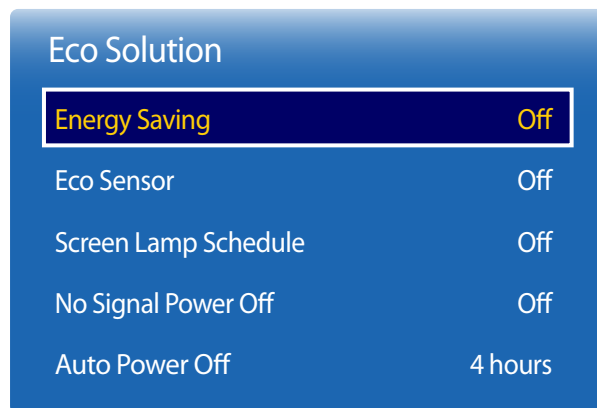 Eco Solution
Energy Saving Off
Eco Sensor Off
Screen Lamp Schedule Off
No Signal Power Off Off
Auto Power Off 4 hours